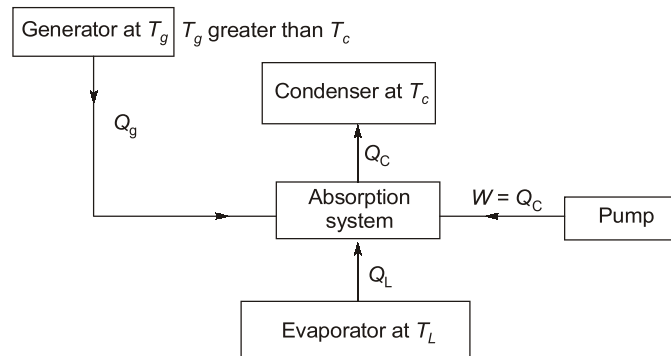 Generator at T_g T_g greater than T_c
Condenser at T_c
Q_g
Q_C
Absorption
system
W = Q_C
Pump
Q_L
Evaporator at T_L